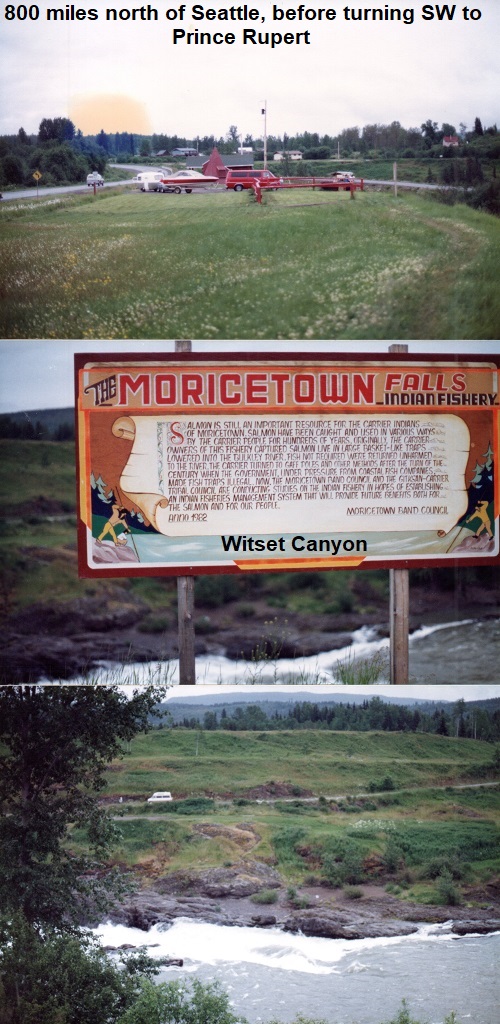 800 miles north of Seattle, before turning SW to
Prince Rupert
THE MORICETOWN FALLS
INDIAN FISHERY
SALMON IS STILL AN IMPORTANT RESOURCE FOR THE CARRIER INDIANS
OF MORICETOWN. SALMON HAVE BEEN CAUGHT AND USED IN VARIOUS WAYS
BY THE CARRIER PEOPLE FOR HUNDREDS OF YEARS. ORIGINALLY, THE CARRIER
OWNERS OF THIS FISHERY CAPTURED SALMON LIVE IN LARGE BASKET-LIKE TRAPS
LOWERED INTO THE BULKLEY RIVER. FISH NOT REQUIRED WERE RETURNED UNHARMED
TO THE RIVER. THE CARRIER TURNED TO GAFF POLES AND OTHER METHODS AFTER THE TURN OF THE
CENTURY WHEN THE GOVERNMENT, UNDER PRESSURE FROM COASTAL FISH CANNERIES
MADE FISH TRAPS ILLEGAL. NOW, THE MORICETOWN BAND COUNCIL AND THE GITKSAN-CARRIER
TRIBAL COUNCIL ARE CONDUCTING STUDIES ON THE INDIAN FISHERY IN HOPES OF ESTABLISHING
AN INDIAN FISHERIES MANAGEMENT SYSTEM THAT WILL PROVIDE FUTURE BENEFITS BOTH FOR
THE SALMON AND FOR OUR PEOPLE.
MORICETOWN BAND COUNCIL
1982
Witset Canyon